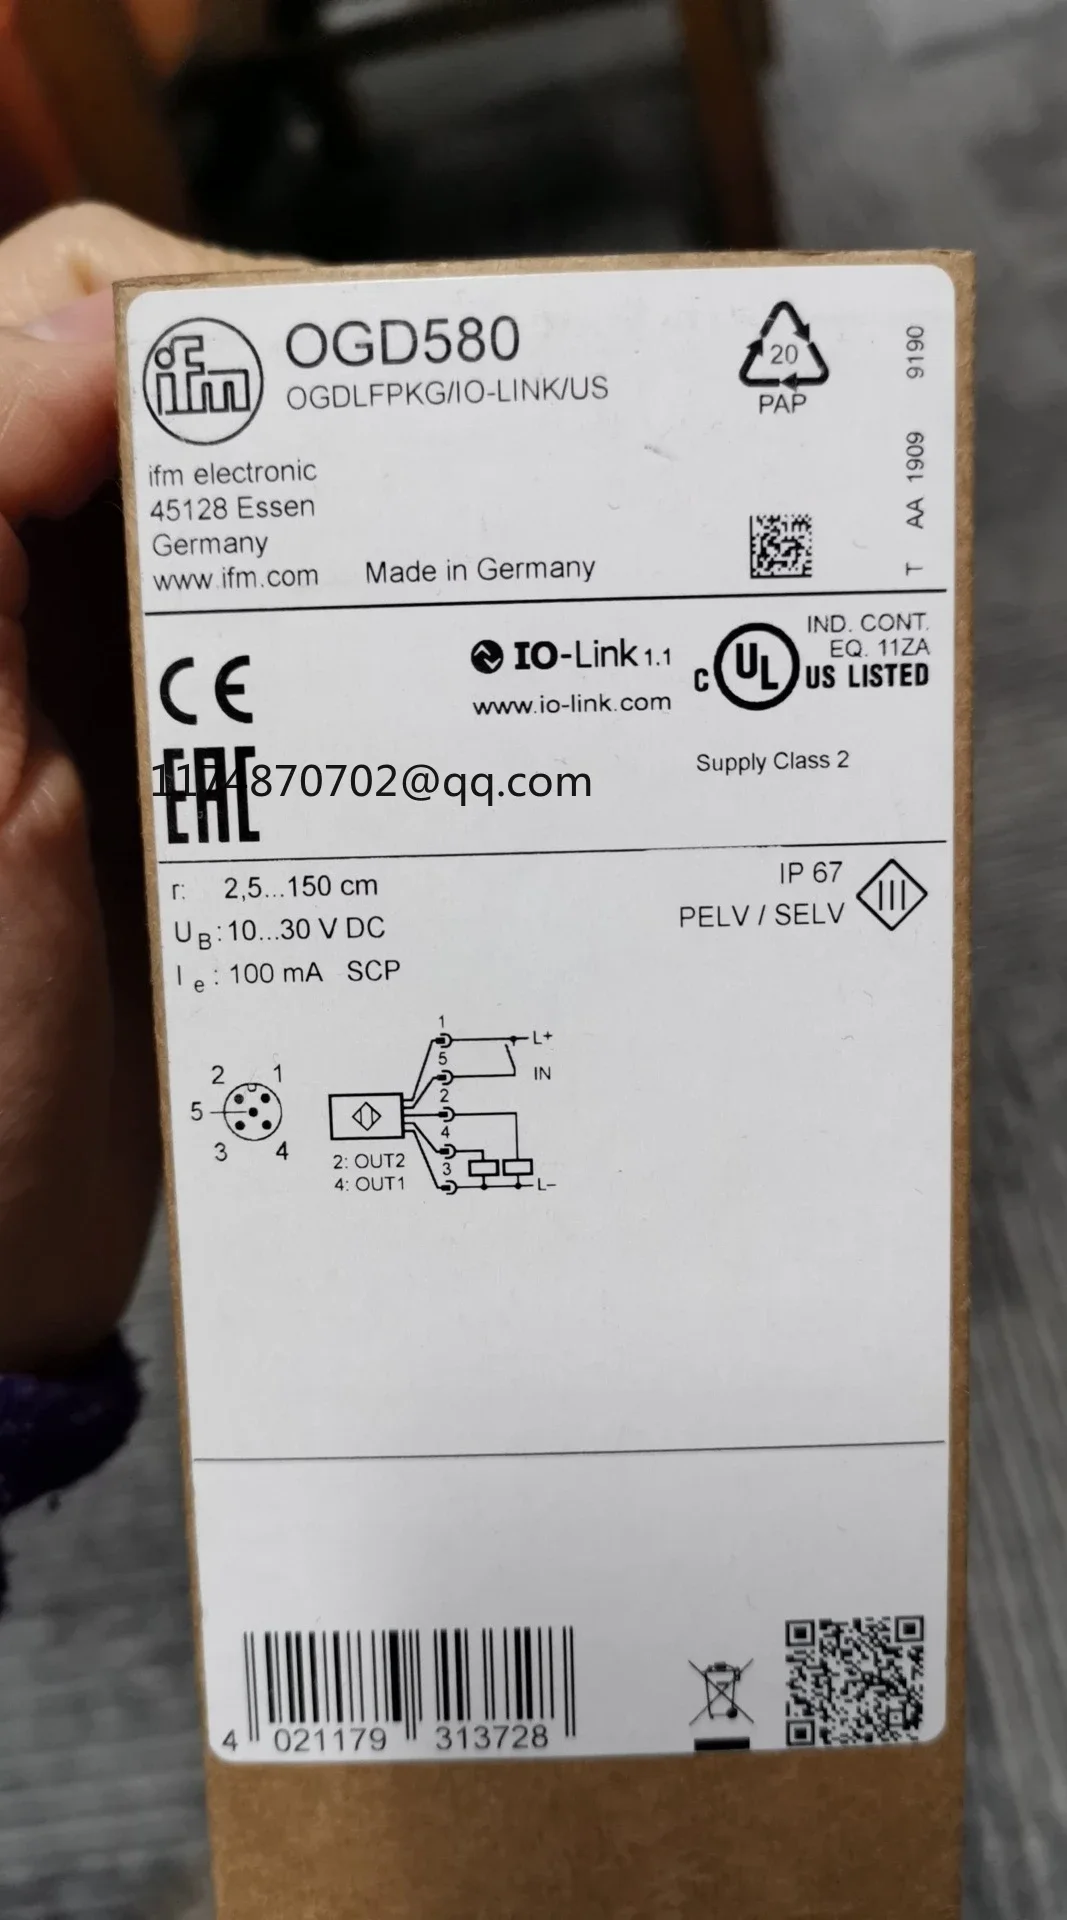 ifm
OGD580
OGDLFPKG/IO-LINK/US
20
PAP
T AA 1909 9190
ifm electronic
45128 Essen
Germany
www.ifm.com
Made in Germany
CE
IO-Link 1.1
www.io-link.com
C UL US LISTED
IND. CONT.
EQ. 11ZA
EAC
1174870702@qq.com
Supply Class 2
r: 2,5...150 cm
UB: 10...30 V DC
Ie: 100 mA SCP
IP 67
PELV / SELV
III
2 1
5
3 4
1
L+
5
IN
2
4
3
L–
2: OUT2
4: OUT1
4 021179 313728